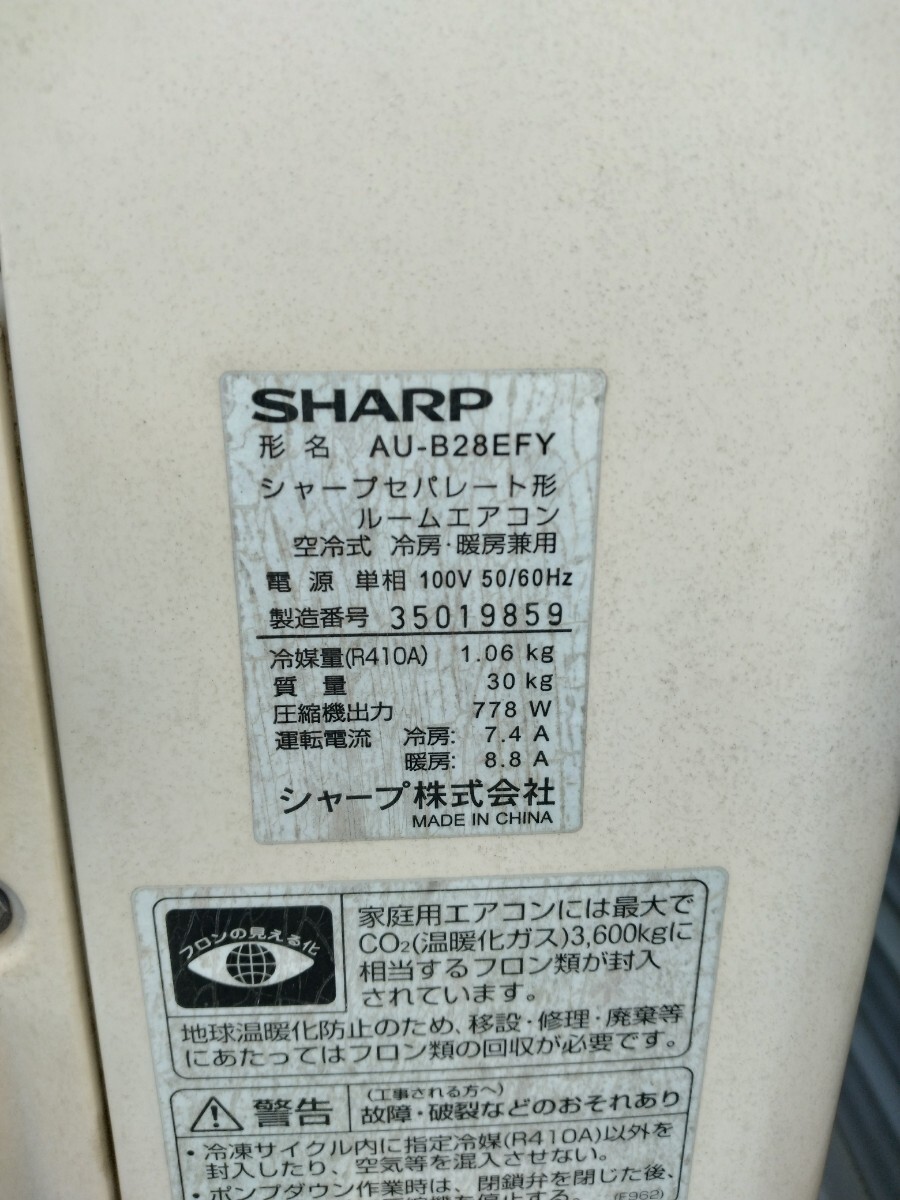 SHARP
形名 AU-B28EFY
シャープセパレート形
ルームエアコン
空冷式 冷房・暖房兼用
電源 単相 100V 50/60Hz
製造番号 35019859
冷媒量(R410A) 1.06 kg
質量 30 kg
圧縮機出力 778 W
運転電流 冷房: 7.4 A
暖房: 8.8 A
シャープ株式会社
MADE IN CHINA
フロンの見える化
家庭用エアコンには最大で
CO₂(温暖化ガス)3,600kgに
相当するフロン類が封入
されています。
地球温暖化防止のため、移設・修理・廃棄等
にあたってはフロン類の回収が必要です。
警告
(工事される方へ)
故障・破裂などのおそれあり
・冷凍サイクル内に指定冷媒(R410A)以外を
封入したり、空気等を混入させない。
・ポンプダウン作業時は、閉鎖弁を閉じた後、
を停止する。 (F962)